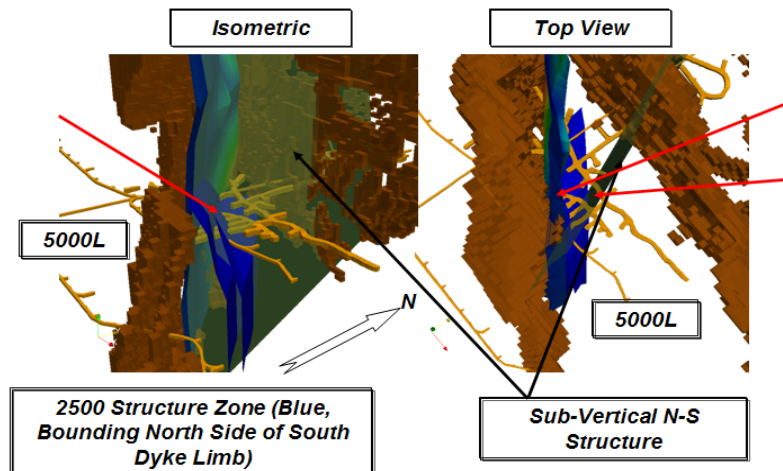 Isometric
Top View
5000L
N
5000L
2500 Structure Zone (Blue,
Bounding North Side of South
Dyke Limb)
Sub-Vertical N-S
Structure